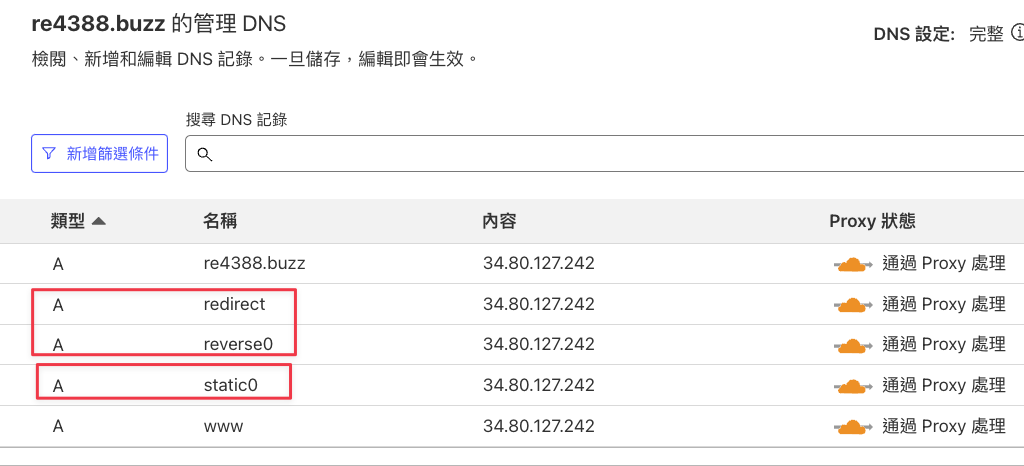 re4388.buzz 的管理 DNS
DNS 設定: 完整
檢閱、新增和編輯 DNS 記錄。一旦儲存，編輯即會生效。
搜尋 DNS 記錄
新增篩選條件
類型 名稱 內容 Proxy 狀態
A re4388.buzz 34.80.127.242 通過 Proxy 處理
A redirect 34.80.127.242 通過 Proxy 處理
A reverse0 34.80.127.242 通過 Proxy 處理
A static0 34.80.127.242 通過 Proxy 處理
A www 34.80.127.242 通過 Proxy 處理